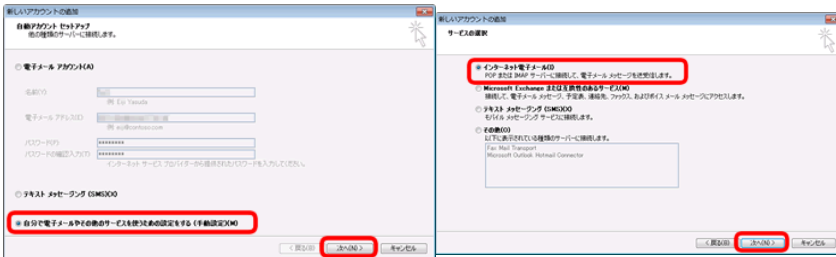 新しいアカウントの追加
自動アカウント セットアップ
他の種類のサーバーに接続します。
電子メール アカウント(A)
名前(Y):
例: Eiji Yasuda
電子メール アドレス(E):
例: eiji@contoso.com
パスワード(P):
********
パスワードの確認入力(T):
********
インターネット サービス プロバイダーから提供されたパスワードを入力してください。
テキスト メッセージング (SMS)(X)
自分で電子メールやその他のサービスを使うための設定をする (手動設定)(M)
< 戻る(B)
次へ(N) >
キャンセル
新しいアカウントの追加
サービスの選択
インターネット電子メール(I)
POP または IMAP サーバーに接続して、電子メール メッセージを送受信します。
Microsoft Exchange または互換性のあるサービス(M)
接続して、電子メール メッセージ、予定表、連絡先、ファックス、およびボイス メール メッセージにアクセスします。
テキスト メッセージング (SMS)(X)
モバイル メッセージング サービスに接続します。
その他(O)
以下に表示されている種類のサーバーに接続します。
Fax Mail Transport
Microsoft Outlook Hotmail Connector
< 戻る(B)
次へ(N) >
キャンセル